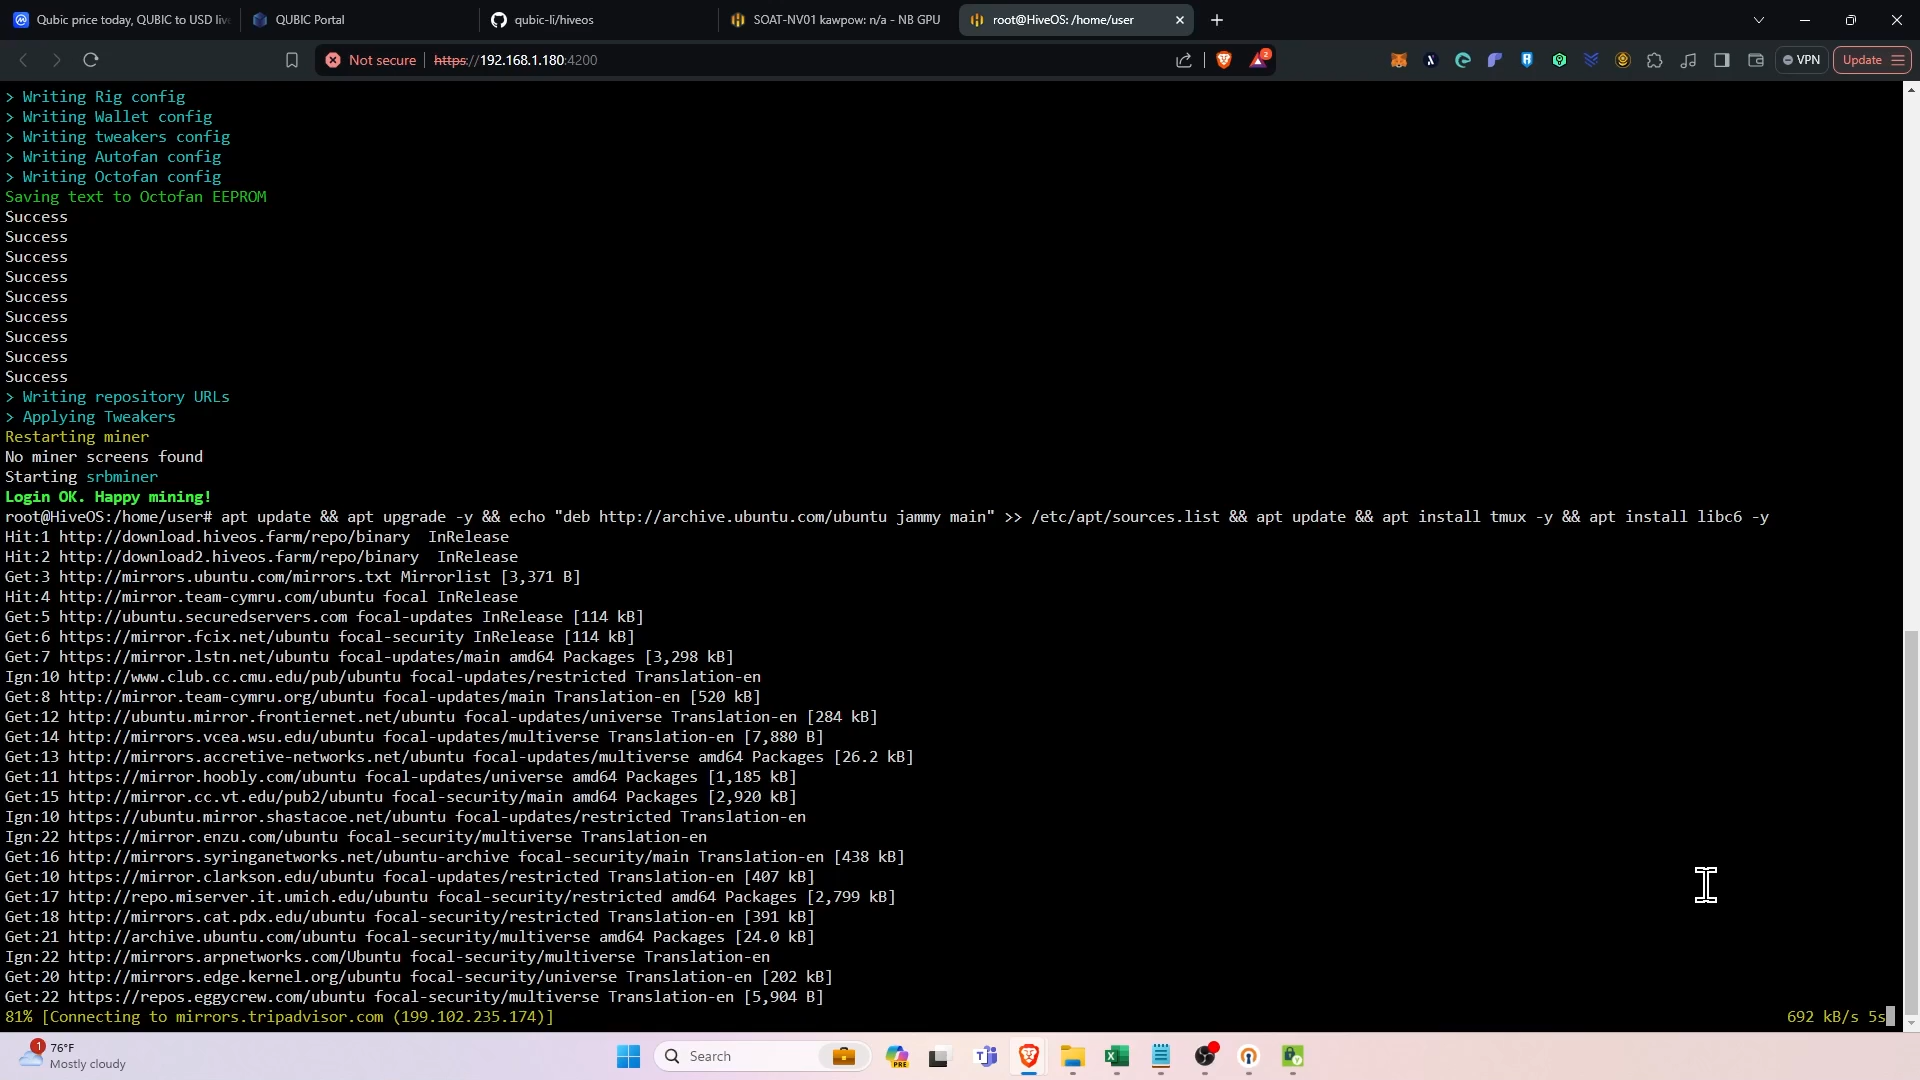 Qubic price today, QUBIC to USD live
QUBIC Portal
qubic-li/hiveos
SOAT-NV01 kawpow: n/a - NB GPU
root@HiveOS: /home/user
Not secure
https://192.168.1.180:4200
2
VPN
Update
> Writing Rig config
> Writing Wallet config
> Writing tweakers config
> Writing Autofan config
> Writing Octofan config
Saving text to Octofan EEPROM
Success
Success
Success
Success
Success
Success
Success
Success
Success
> Writing repository URLs
> Applying Tweakers
Restarting miner
No miner screens found
Starting srbminer
Login OK. Happy mining!
root@HiveOS:/home/user# apt update && apt upgrade -y && echo "deb http://archive.ubuntu.com/ubuntu jammy main" >> /etc/apt/sources.list && apt update && apt install tmux -y && apt install libc6 -y
Hit:1 http://download.hiveos.farm/repo/binary  InRelease
Hit:2 http://download2.hiveos.farm/repo/binary  InRelease
Get:3 http://mirrors.ubuntu.com/mirrors.txt Mirrorlist [3,371 B]
Hit:4 http://mirror.team-cymru.com/ubuntu focal InRelease
Get:5 http://ubuntu.securedservers.com focal-updates InRelease [114 kB]
Get:6 https://mirror.fcix.net/ubuntu focal-security InRelease [114 kB]
Get:7 https://mirror.lstn.net/ubuntu focal-updates/main amd64 Packages [3,298 kB]
Ign:10 http://www.club.cc.cmu.edu/pub/ubuntu focal-updates/restricted Translation-en
Get:8 http://mirror.team-cymru.org/ubuntu focal-updates/main Translation-en [520 kB]
Get:12 http://ubuntu.mirror.frontiernet.net/ubuntu focal-updates/universe Translation-en [284 kB]
Get:14 http://mirrors.vcea.wsu.edu/ubuntu focal-updates/multiverse Translation-en [7,880 B]
Get:13 http://mirrors.accretive-networks.net/ubuntu focal-updates/multiverse amd64 Packages [26.2 kB]
Get:11 https://mirror.hoobly.com/ubuntu focal-updates/universe amd64 Packages [1,185 kB]
Get:15 http://mirror.cc.vt.edu/pub2/ubuntu focal-security/main amd64 Packages [2,920 kB]
Ign:10 https://ubuntu.mirror.shastacoe.net/ubuntu focal-updates/restricted Translation-en
Ign:22 https://mirror.enzu.com/ubuntu focal-security/multiverse Translation-en
Get:16 http://mirrors.syringanetworks.net/ubuntu-archive focal-security/main Translation-en [438 kB]
Get:10 https://mirror.clarkson.edu/ubuntu focal-updates/restricted Translation-en [407 kB]
Get:17 http://repo.miserver.it.umich.edu/ubuntu focal-security/restricted amd64 Packages [2,799 kB]
Get:18 http://mirrors.cat.pdx.edu/ubuntu focal-security/restricted Translation-en [391 kB]
Get:21 http://archive.ubuntu.com/ubuntu focal-security/multiverse amd64 Packages [24.0 kB]
Ign:22 http://mirrors.arpnetworks.com/Ubuntu focal-security/multiverse Translation-en
Get:20 http://mirrors.edge.kernel.org/ubuntu focal-security/universe Translation-en [202 kB]
Get:22 https://repos.eggycrew.com/ubuntu focal-security/multiverse Translation-en [5,904 B]
81% [Connecting to mirrors.tripadvisor.com (199.102.235.174)]
692 kB/s 5s
1
76°F
Mostly cloudy
Search
PRE